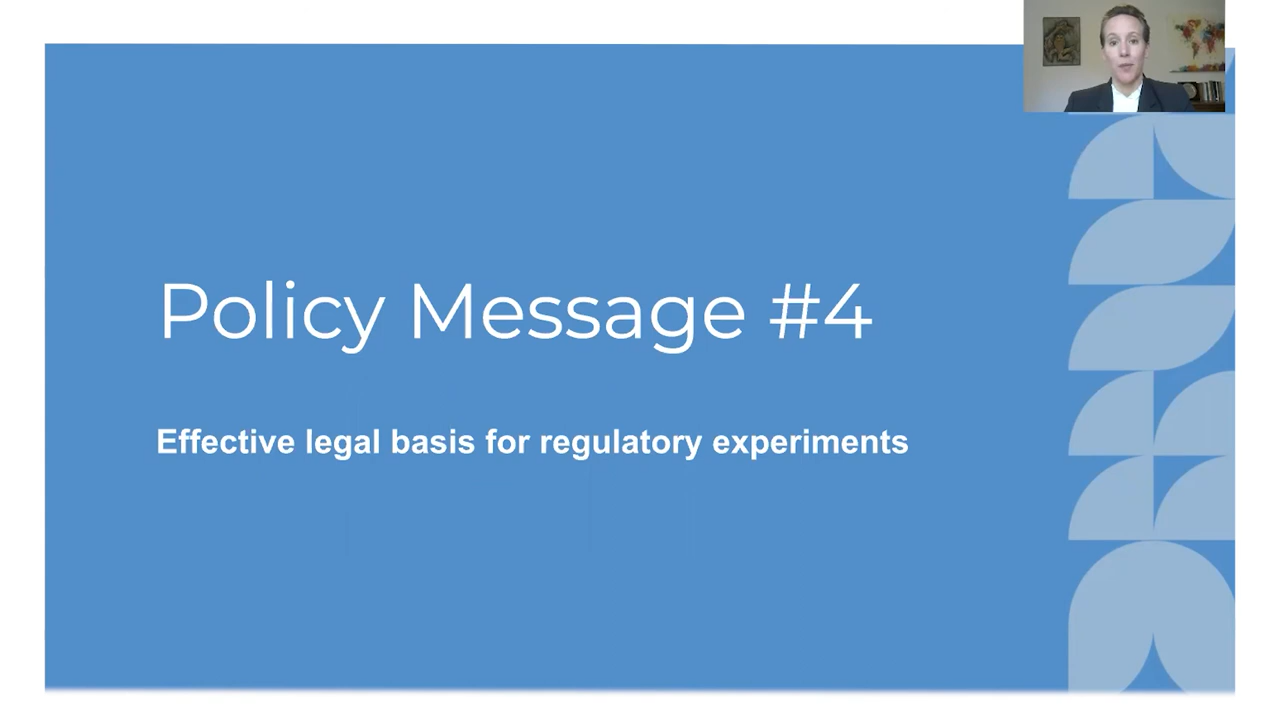 Policy Message #4
Effective legal basis for regulatory experiments